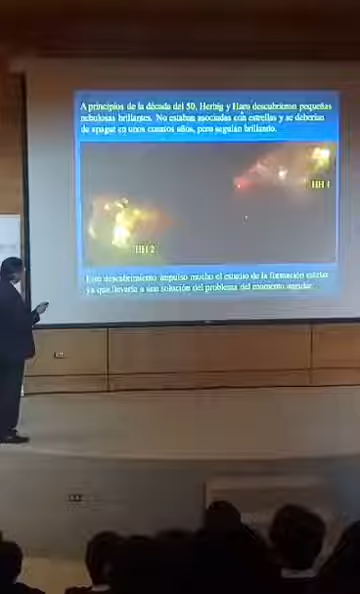 A principios de la década del 50, Herbig y Haro descubrieron pequeñas
nebulosas brillantes. No estaban asociadas con estrellas y se deberían
de apagar en unos cuantos años, pero seguían brillando.
HH 1
HH 2
Este descubrimiento impulso mucho el estudio de la formación estelar
ya que llevaría a una solución del problema del momento angular.